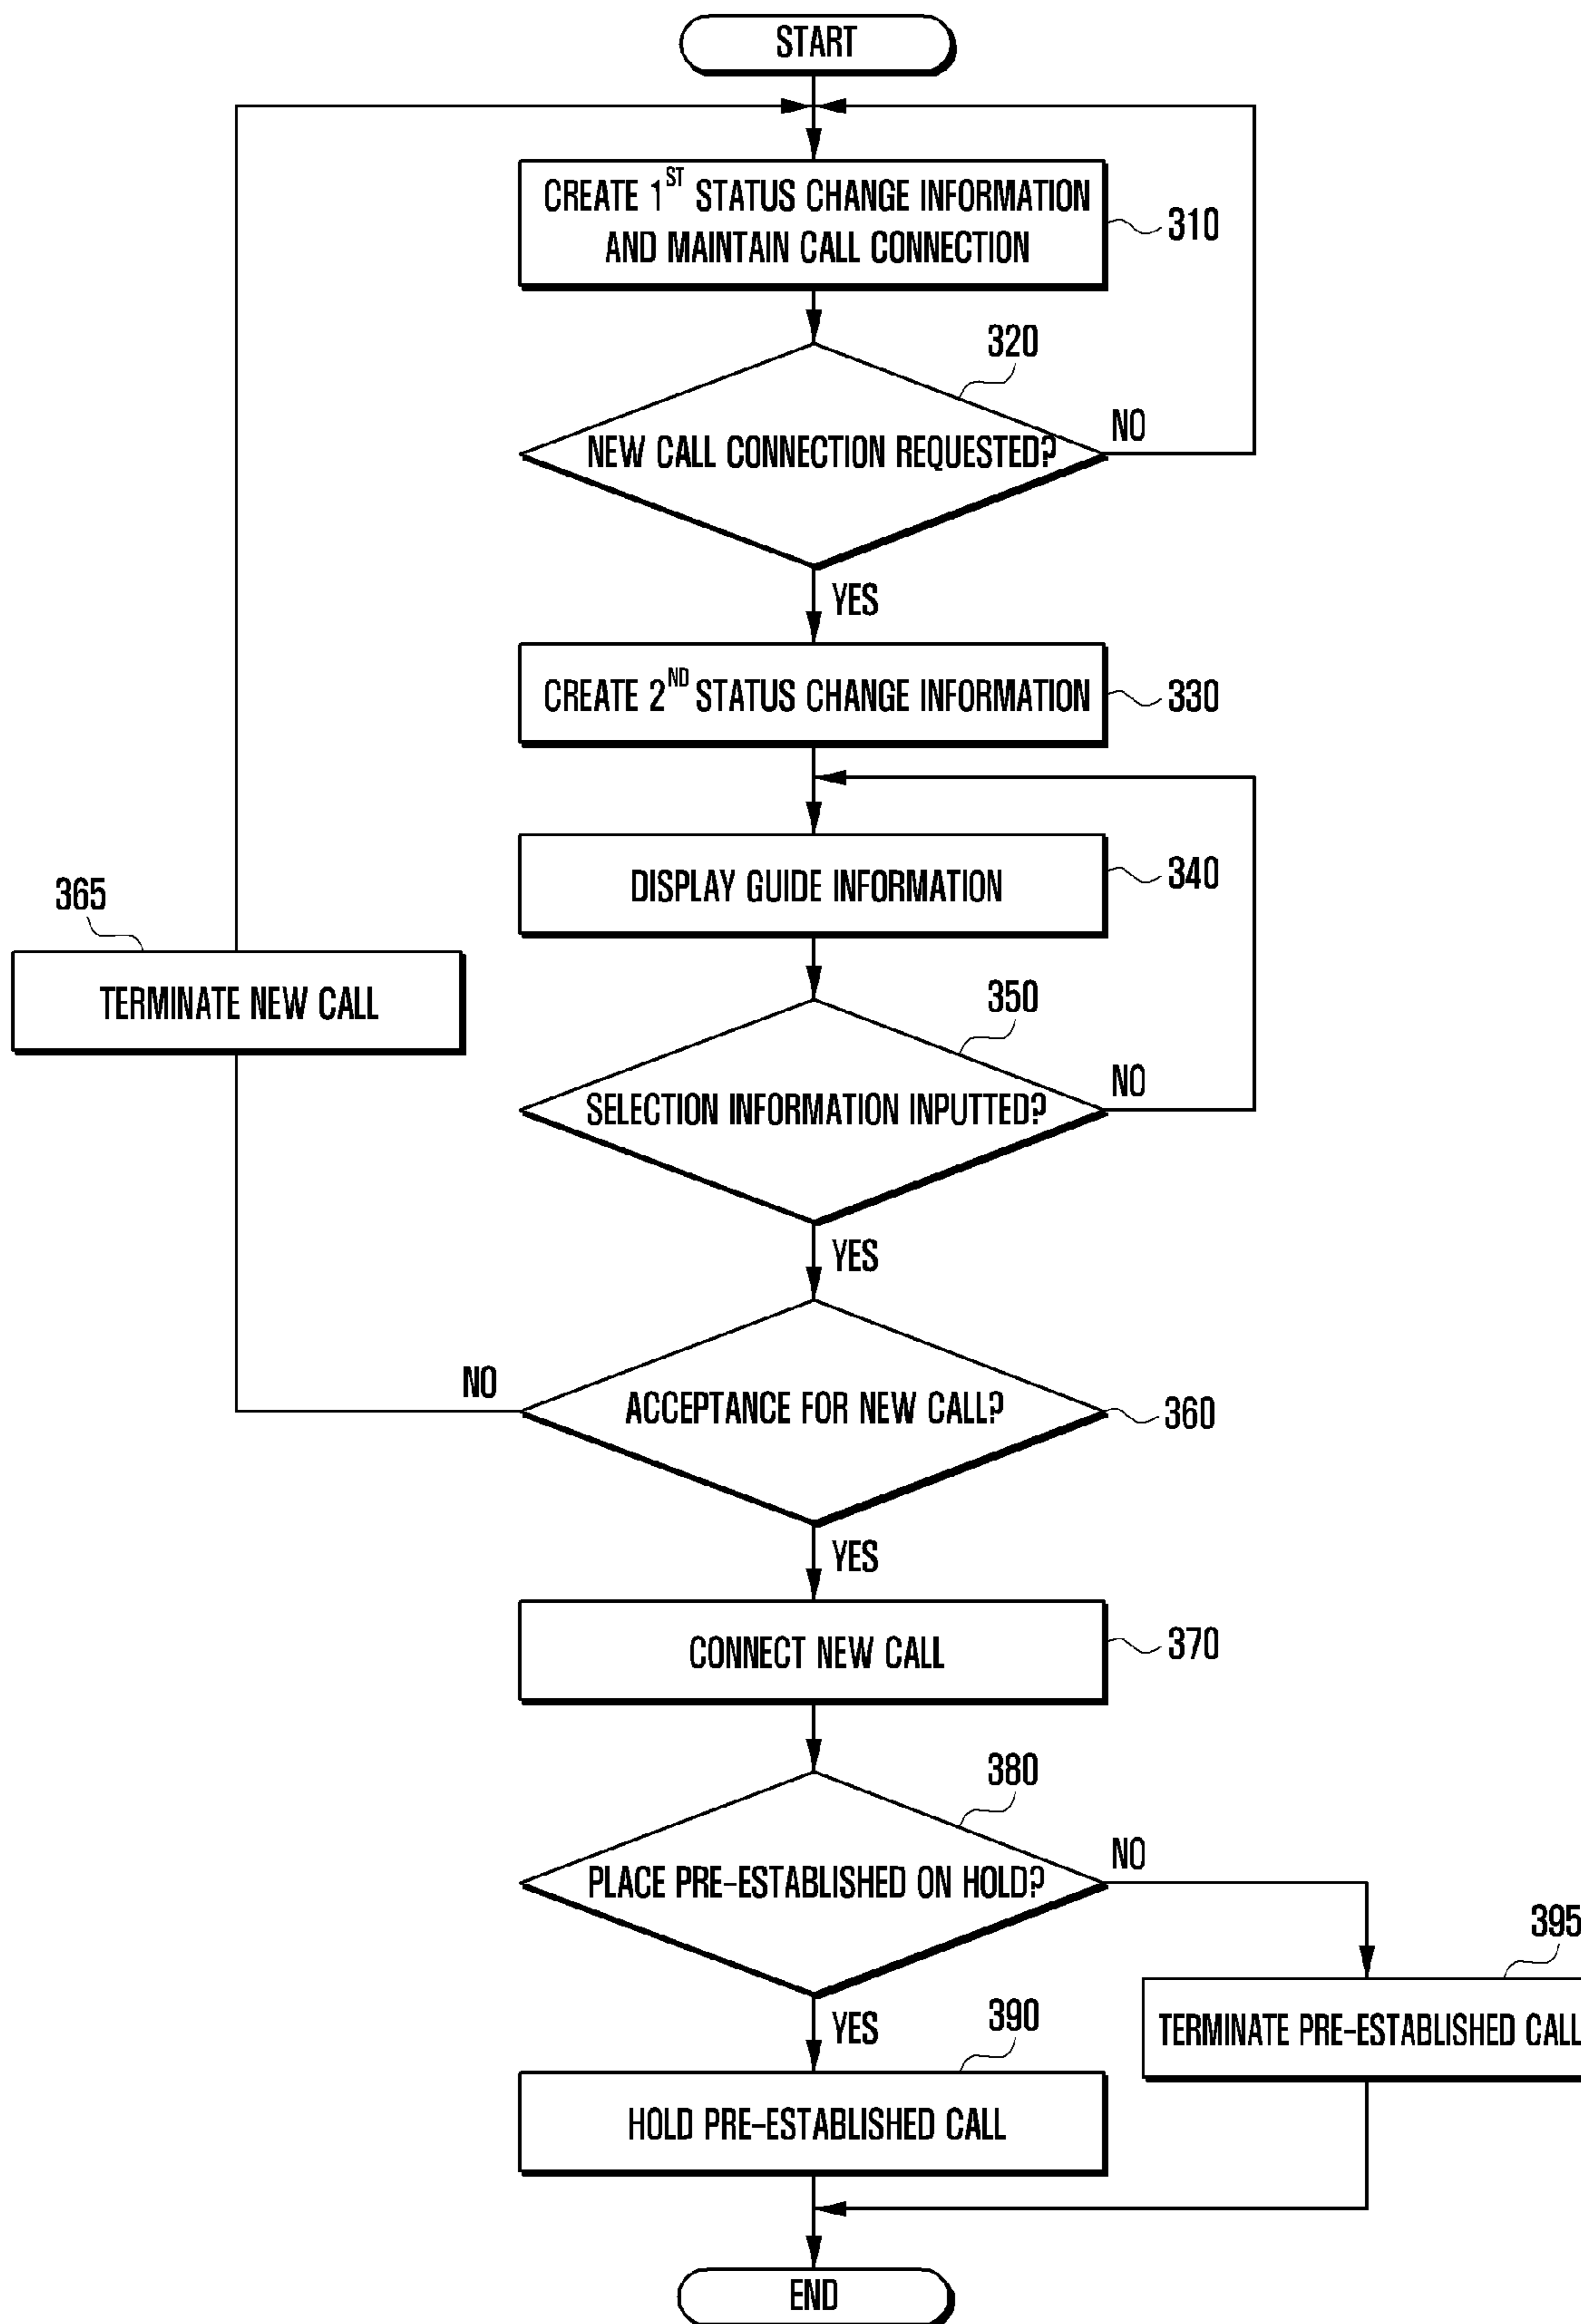 START
CREATE 1ST STATUS CHANGE INFORMATION
AND MAINTAIN CALL CONNECTION
310
320
NEW CALL CONNECTION REQUESTED?
NO
YES
CREATE 2ND STATUS CHANGE INFORMATION
330
DISPLAY GUIDE INFORMATION
340
365
TERMINATE NEW CALL
350
SELECTION INFORMATION INPUTTED?
NO
YES
NO
ACCEPTANCE FOR NEW CALL?
360
YES
CONNECT NEW CALL
370
380
PLACE PRE-ESTABLISHED ON HOLD?
NO
395
YES
390
TERMINATE PRE-ESTABLISHED CALL
HOLD PRE-ESTABLISHED CALL
END